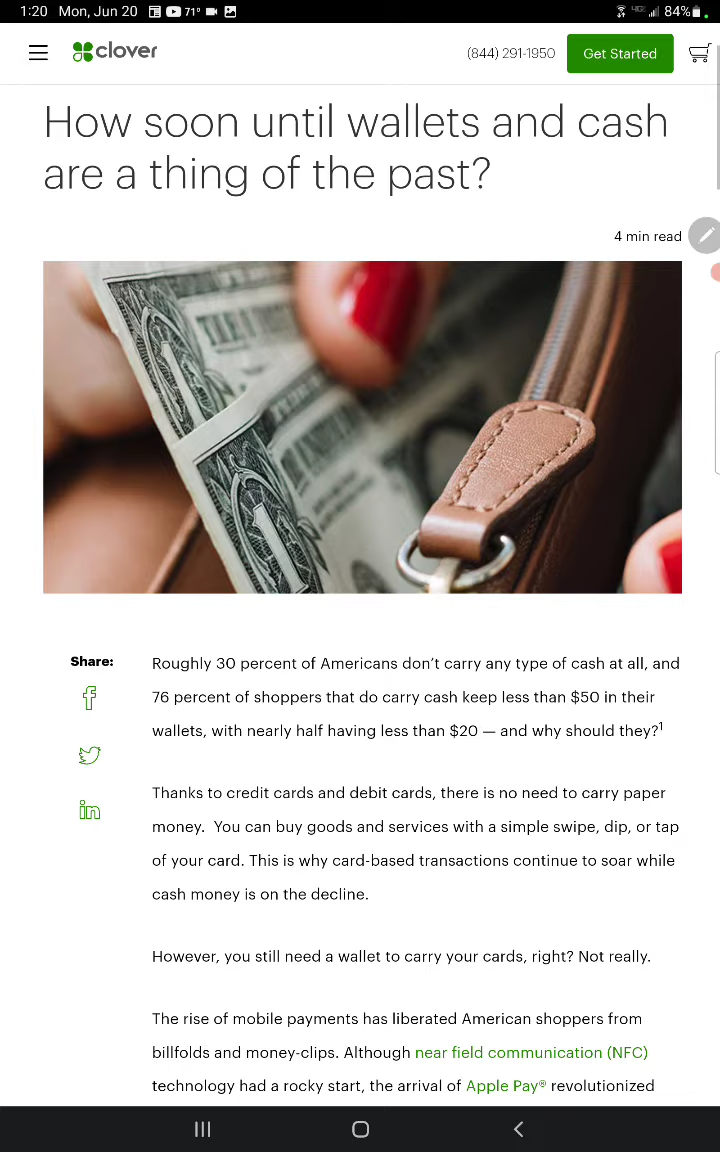 1:20 Mon, Jun 20 71° 84%
clover (844) 291-1950 Get Started
How soon until wallets and cash
are a thing of the past?
4 min read
1
1
Share:
Roughly 30 percent of Americans don’t carry any type of cash at all, and
76 percent of shoppers that do carry cash keep less than $50 in their
wallets, with nearly half having less than $20 — and why should they?¹
Thanks to credit cards and debit cards, there is no need to carry paper
money.  You can buy goods and services with a simple swipe, dip, or tap
of your card. This is why card-based transactions continue to soar while
cash money is on the decline.
However, you still need a wallet to carry your cards, right? Not really.
The rise of mobile payments has liberated American shoppers from
billfolds and money-clips. Although near field communication (NFC)
technology had a rocky start, the arrival of Apple Pay® revolutionized